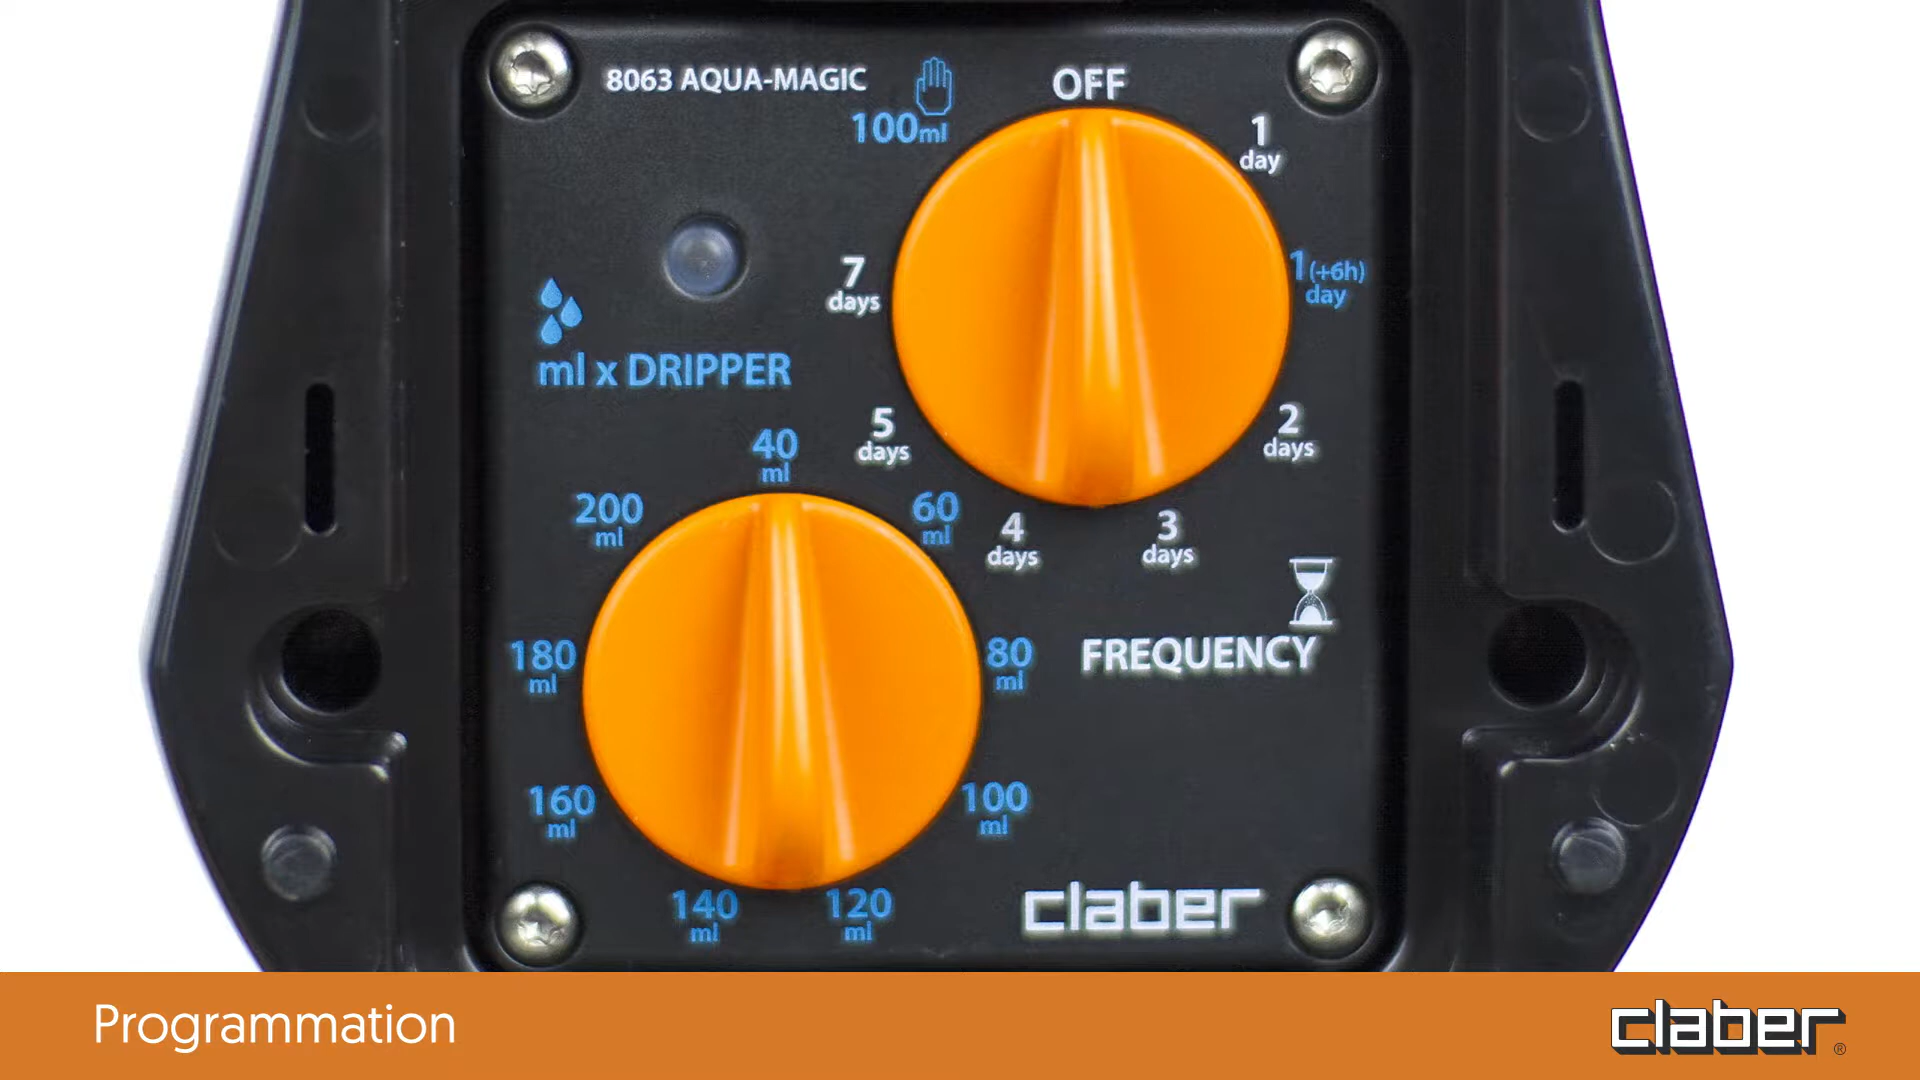 8063 AQUA-MAGIC
100ml
OFF
1
day
1(+6h)
day
2
days
3
days
4
days
5
days
7
days
FREQUENCY
ml x DRIPPER
40
ml
60
ml
80
ml
100
ml
120
ml
140
ml
160
ml
180
ml
200
ml
claber
Programmation
claber®